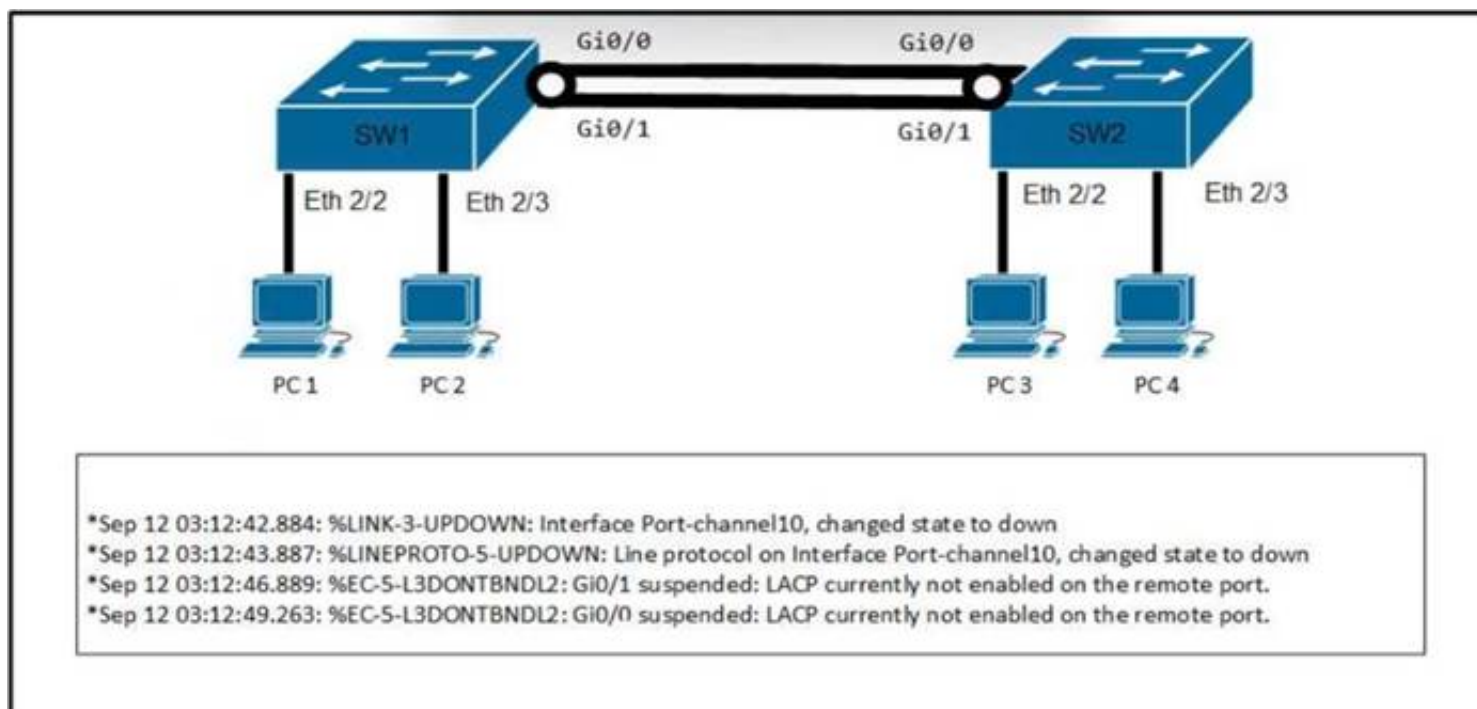 Gi0/0 Gi0/0
SW1 Gi0/1 Gi0/1 SW2
Eth 2/2 Eth 2/3 Eth 2/2 Eth 2/3
PC 1 PC 2 PC 3 PC 4
*Sep 12 03:12:42.884: %LINK-3-UPDOWN: Interface Port-channel10, changed state to down
*Sep 12 03:12:43.887: %LINEPROTO-5-UPDOWN: Line protocol on Interface Port-channel10, changed state to down
*Sep 12 03:12:46.889: %EC-5-L3DONTBNDL2: Gi0/1 suspended: LACP currently not enabled on the remote port.
*Sep 12 03:12:49.263: %EC-5-L3DONTBNDL2: Gi0/0 suspended: LACP currently not enabled on the remote port.